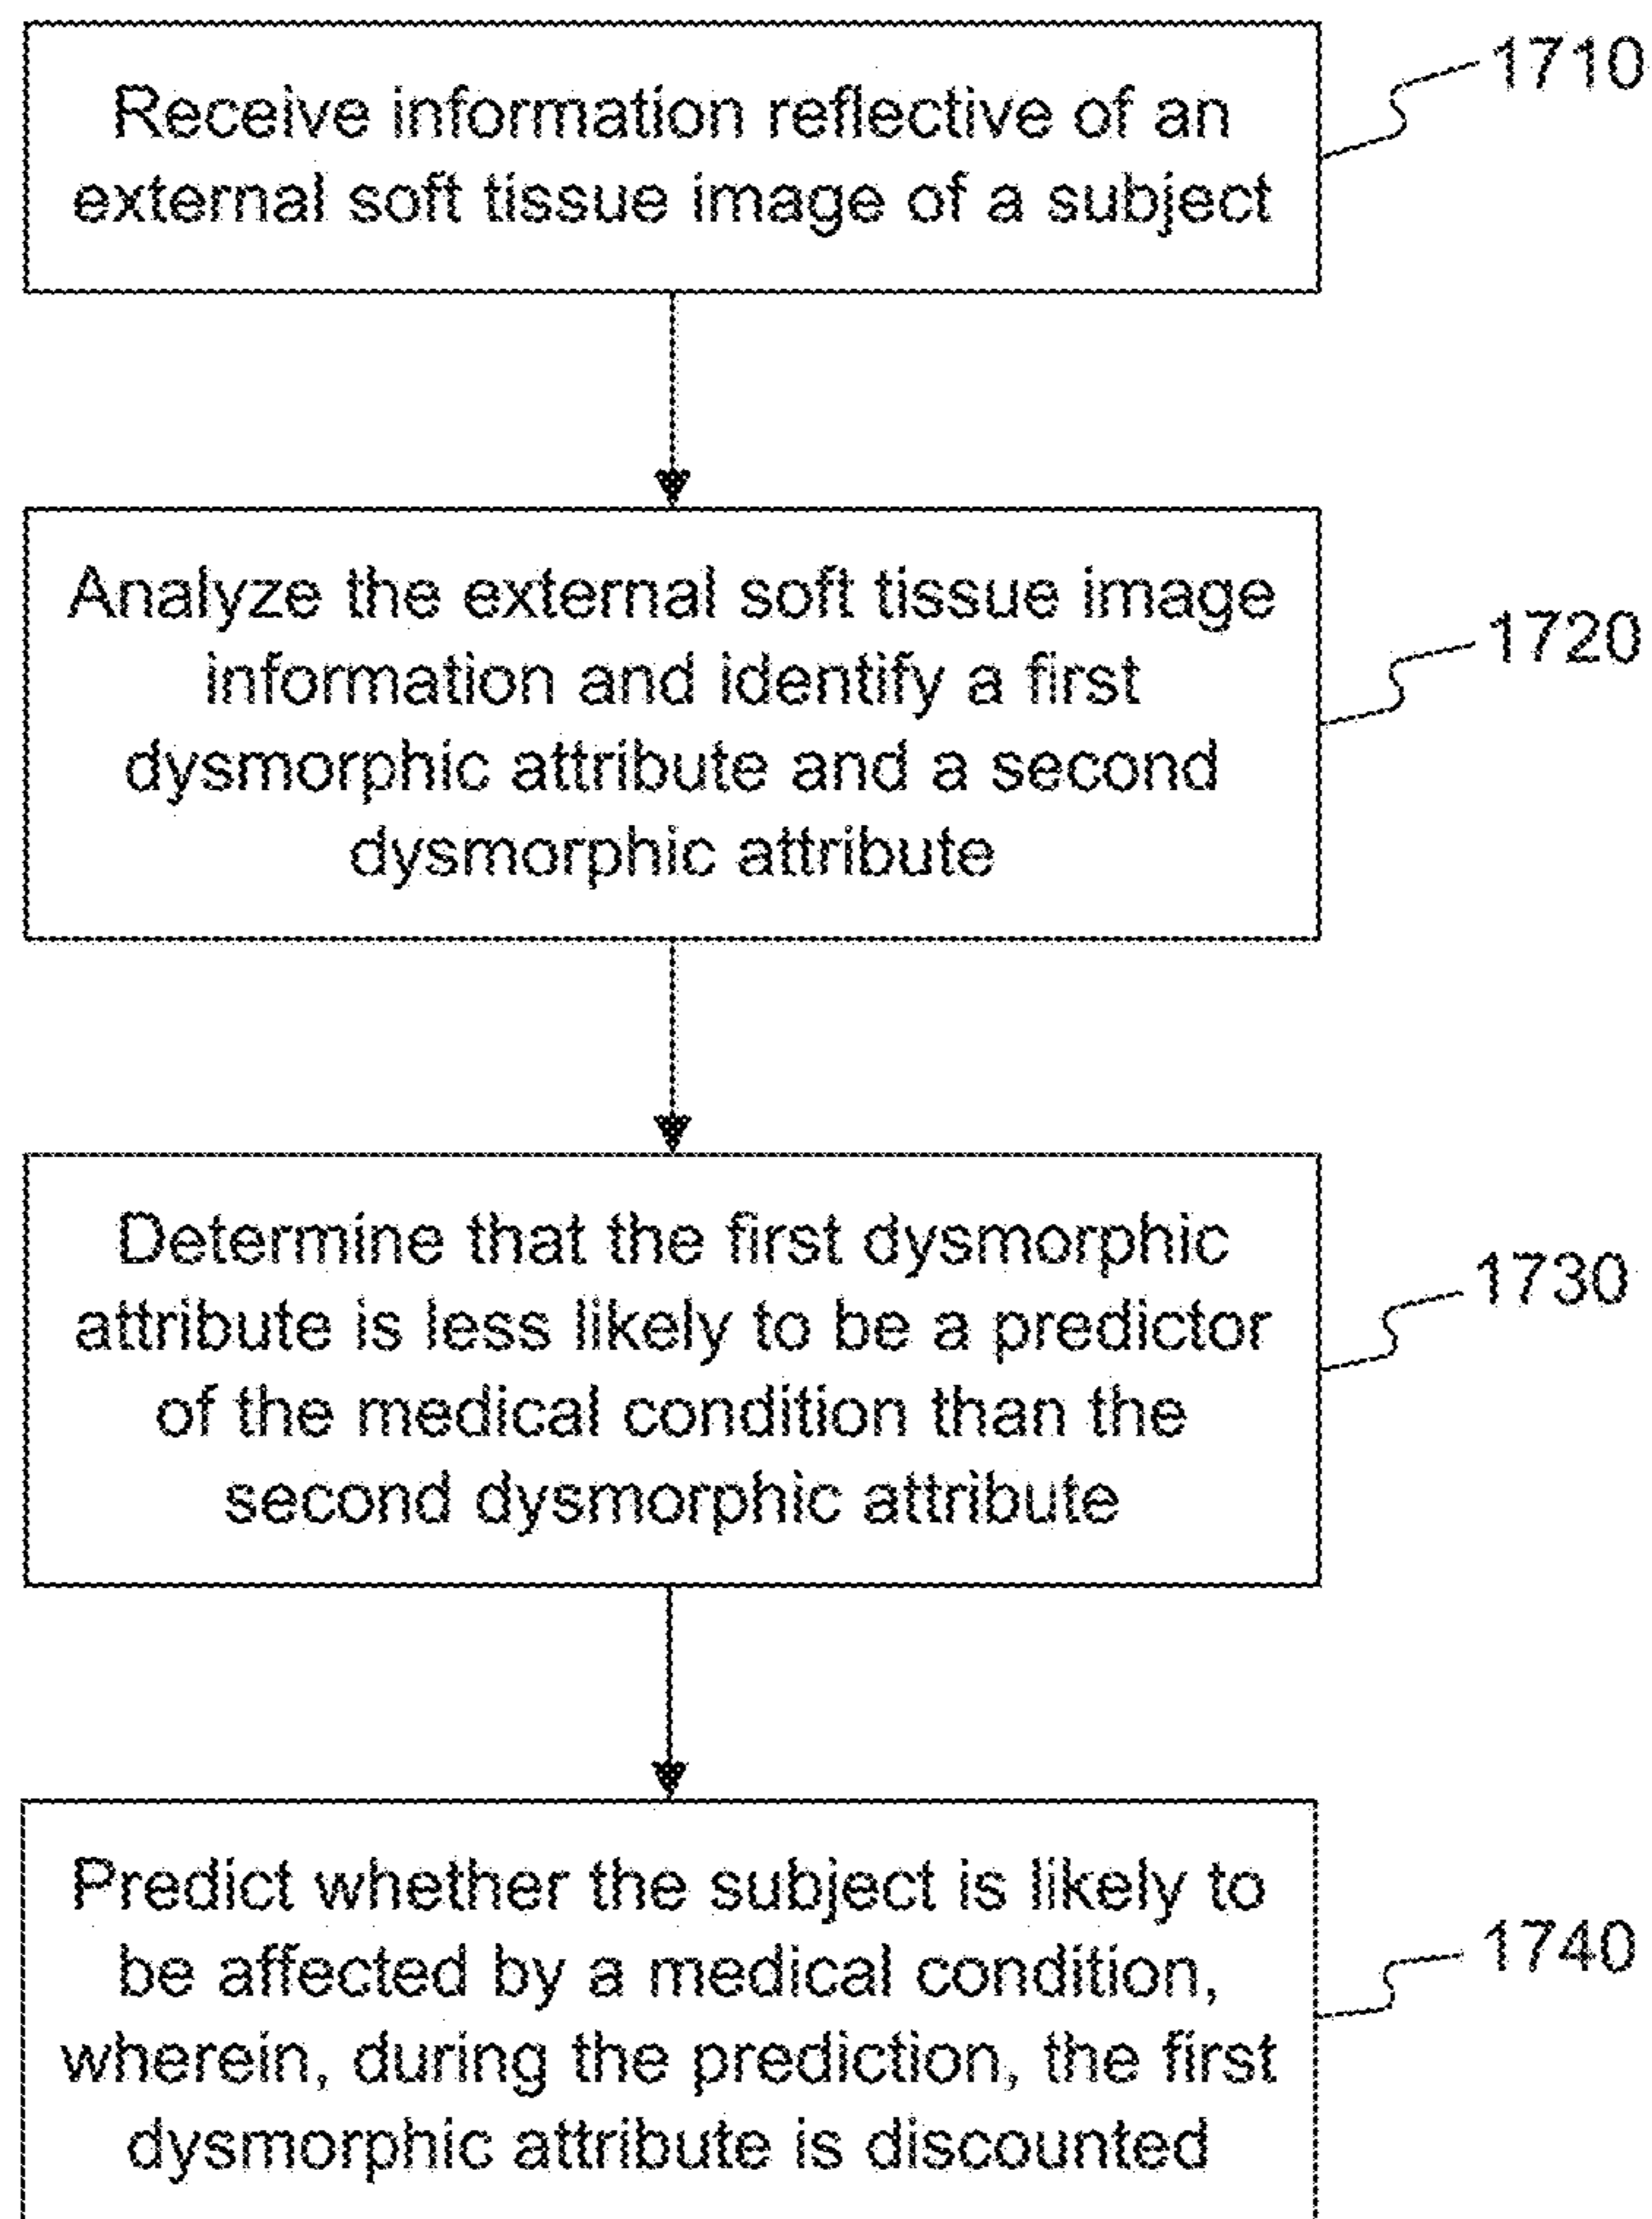 Receive information reflective of an
external soft tissue image of a subject
1710
Analyze the external soft tissue image
information and identify a first
dysmorphic attribute and a second
dysmorphic attribute
1720
Determine that the first dysmorphic
attribute is less likely to be a predictor
of the medical condition than the
second dysmorphic attribute
1730
Predict whether the subject is likely to
be affected by a medical condition,
wherein, during the prediction, the first
dysmorphic attribute is discounted
1740